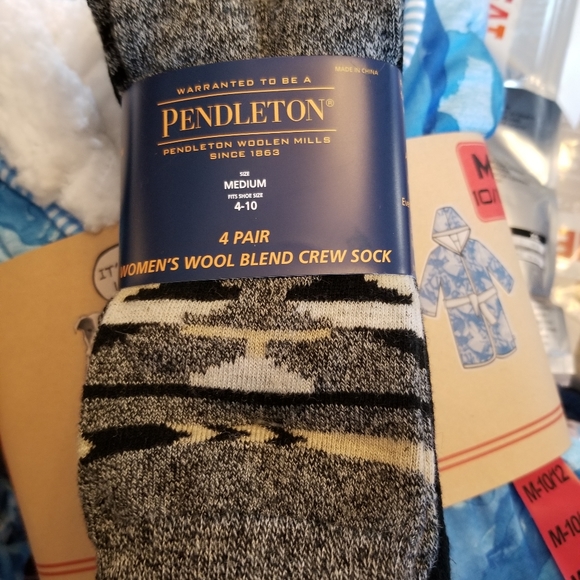 WARRANTED TO BE A
MADE IN CHINA
PENDLETON®
PENDLETON WOOLEN MILLS
SINCE 1863
SIZE
MEDIUM
FITS SHOE SIZE
4-10
4 PAIR
WOMEN'S WOOL BLEND CREW SOCK
M
IT'S
M-10/12